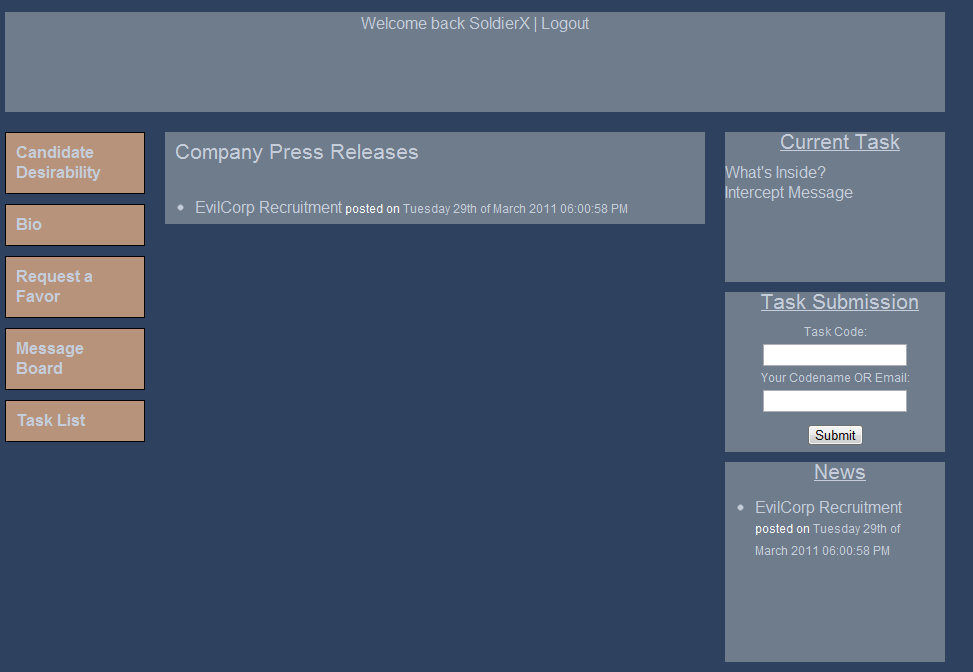 Welcome back SoldierX | Logout
Candidate
Desirability
Bio
Request a
Favor
Message
Board
Task List
Company Press Releases
EvilCorp Recruitment posted on Tuesday 29th of March 2011 06:00:58 PM
Current Task
What's Inside?
Intercept Message
Task Submission
Task Code:
Your Codename OR Email:
Submit
News
EvilCorp Recruitment
posted on Tuesday 29th of
March 2011 06:00:58 PM